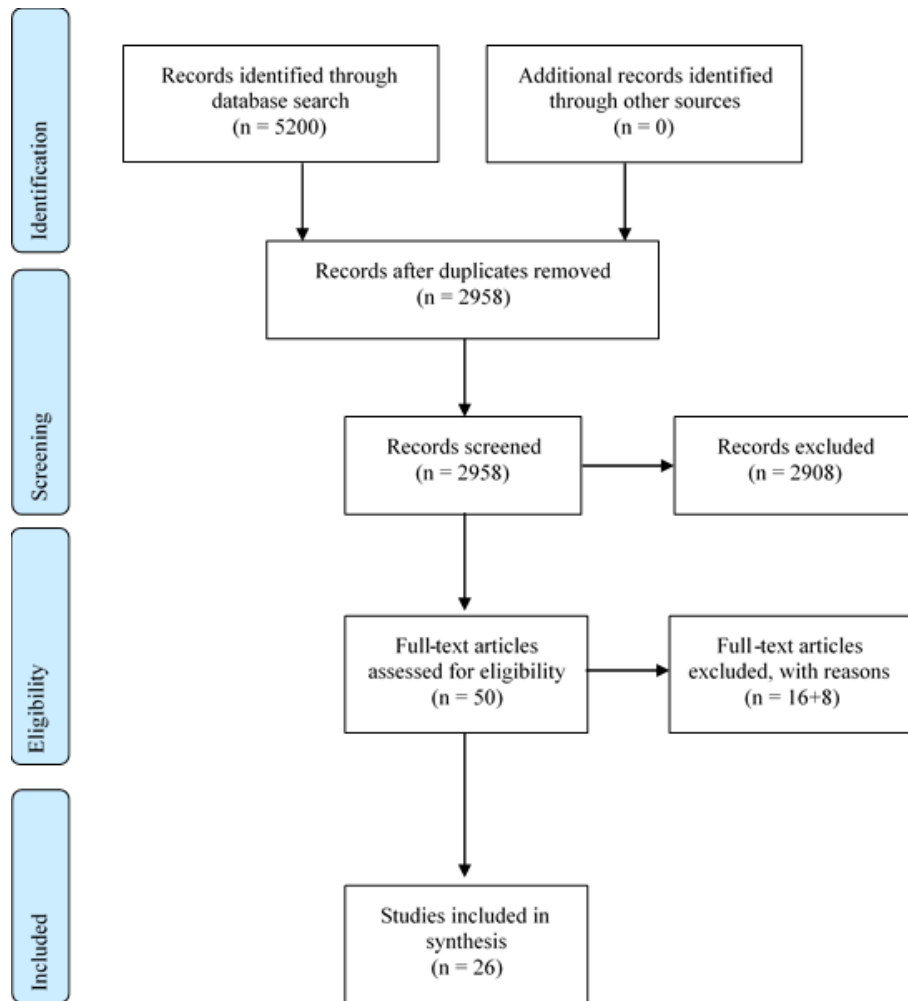 Identification
Records identified through
database search
(n = 5200)
Additional records identified
through other sources
(n = 0)
Screening
Records after duplicates removed
(n = 2958)
Records screened
(n = 2958)
Records excluded
(n = 2908)
Eligibility
Full-text articles
assessed for eligibility
(n = 50)
Full-text articles
excluded, with reasons
(n = 16+8)
Included
Studies included in
synthesis
(n = 26)